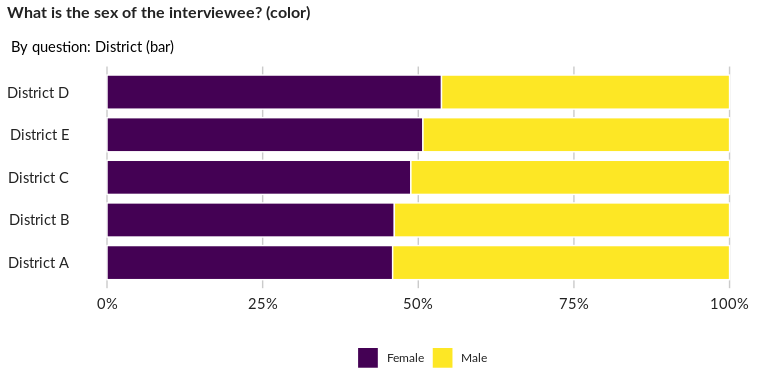 What is the sex of the interviewee? (color)
By question: District (bar)
District D
District E
District C
District B
District A
0% 25% 50% 75% 100%
Female Male